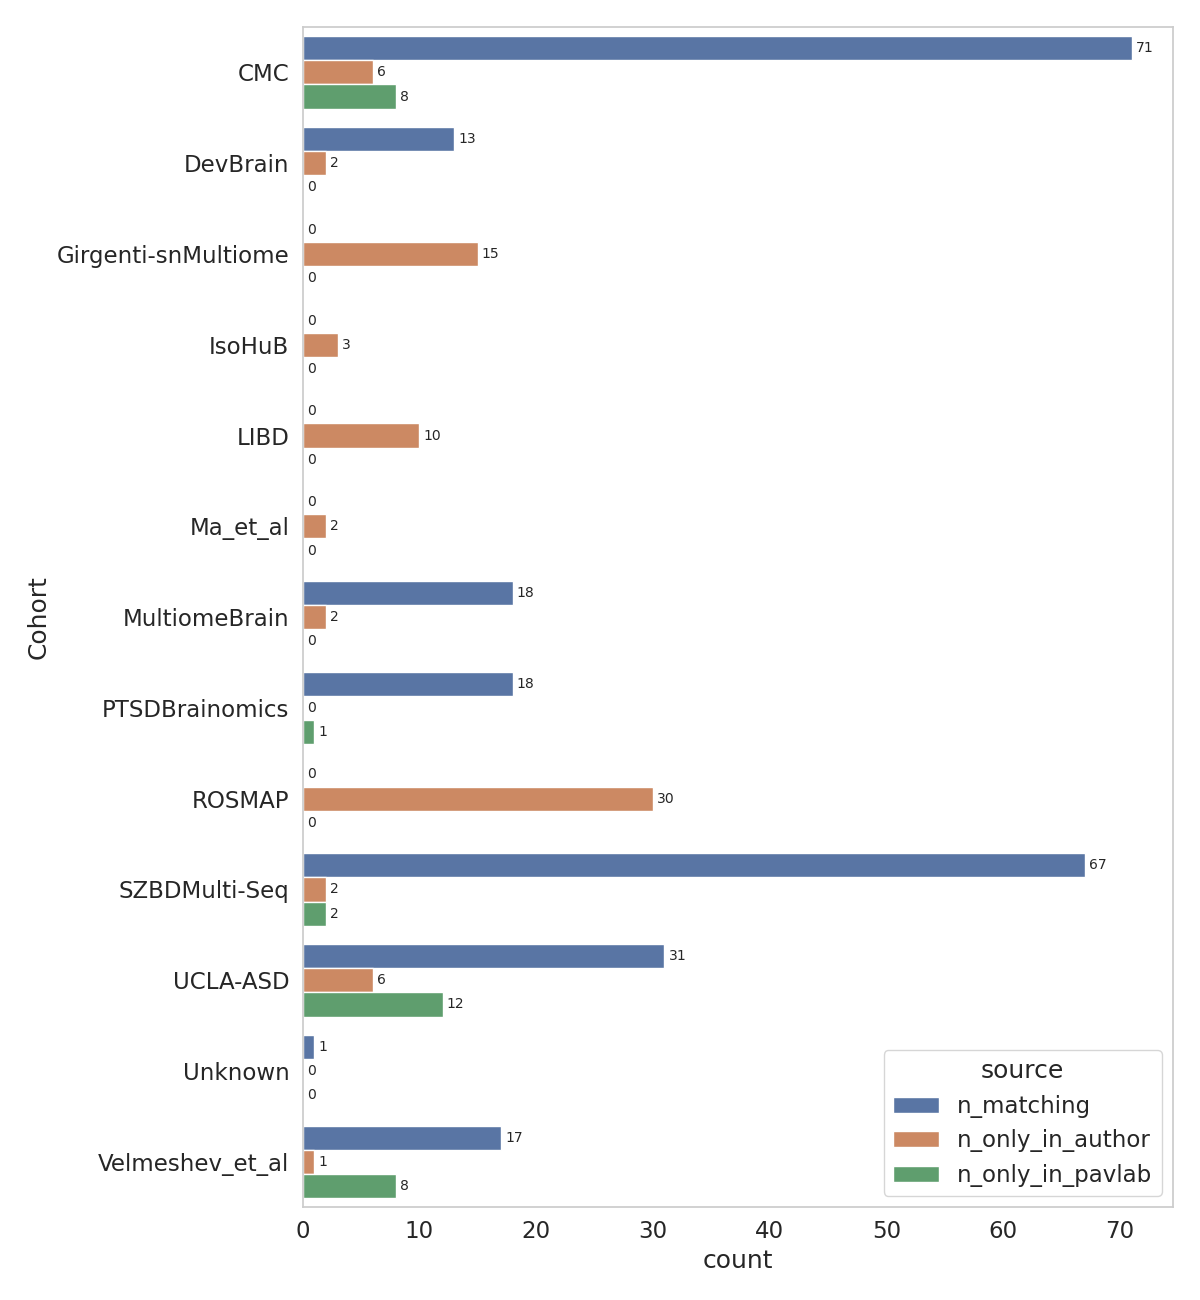 CMC
71
6
8
DevBrain
13
2
0
Girgenti-snMultiome
0
15
0
IsoHuB
0
3
0
LIBD
0
10
0
Ma_et_al
0
2
0
MultiomeBrain
18
2
0
PTSDBrainomics
18
0
1
ROSMAP
0
30
0
SZBDMulti-Seq
67
2
2
UCLA-ASD
31
6
12
Unknown
1
0
0
Velmeshev_et_al
17
1
8
Cohort
source
n_matching
n_only_in_author
n_only_in_pavlab
0 10 20 30 40 50 60 70
count